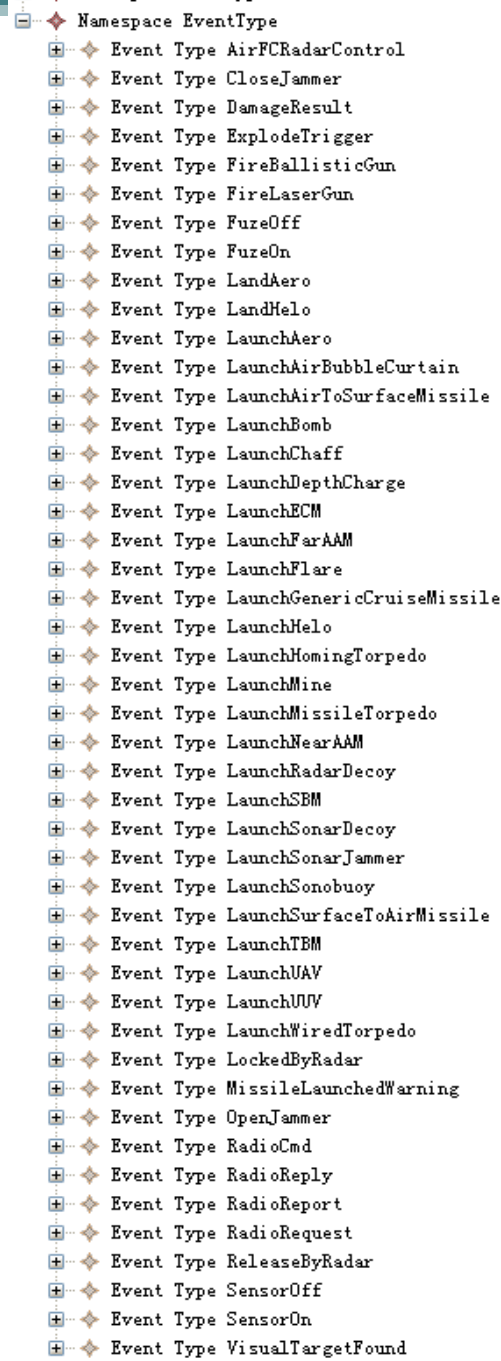 Namespace EventType
Event Type AirFCRadarControl
Event Type CloseJammer
Event Type DamageResult
Event Type ExplodeTrigger
Event Type FireBallisticGun
Event Type FireLaserGun
Event Type FuzeOff
Event Type FuzeOn
Event Type LandAero
Event Type LandHelo
Event Type LaunchAero
Event Type LaunchAirBubbleCurtain
Event Type LaunchAirToSurfaceMissile
Event Type LaunchBomb
Event Type LaunchChaff
Event Type LaunchDepthCharge
Event Type LaunchECM
Event Type LaunchFarAAM
Event Type LaunchFlare
Event Type LaunchGenericCruiseMissile
Event Type LaunchHelo
Event Type LaunchHomingTorpedo
Event Type LaunchMine
Event Type LaunchMissileTorpedo
Event Type LaunchNearAAM
Event Type LaunchRadarDecoy
Event Type LaunchSBM
Event Type LaunchSonarDecoy
Event Type LaunchSonarJammer
Event Type LaunchSonobuoy
Event Type LaunchSurfaceToAirMissile
Event Type LaunchTBM
Event Type LaunchUAV
Event Type LaunchUUV
Event Type LaunchWiredTorpedo
Event Type LockedByRadar
Event Type MissileLaunchedWarning
Event Type OpenJammer
Event Type RadioCmd
Event Type RadioReply
Event Type RadioReport
Event Type RadioRequest
Event Type ReleaseByRadar
Event Type SensorOff
Event Type SensorOn
Event Type VisualTargetFound